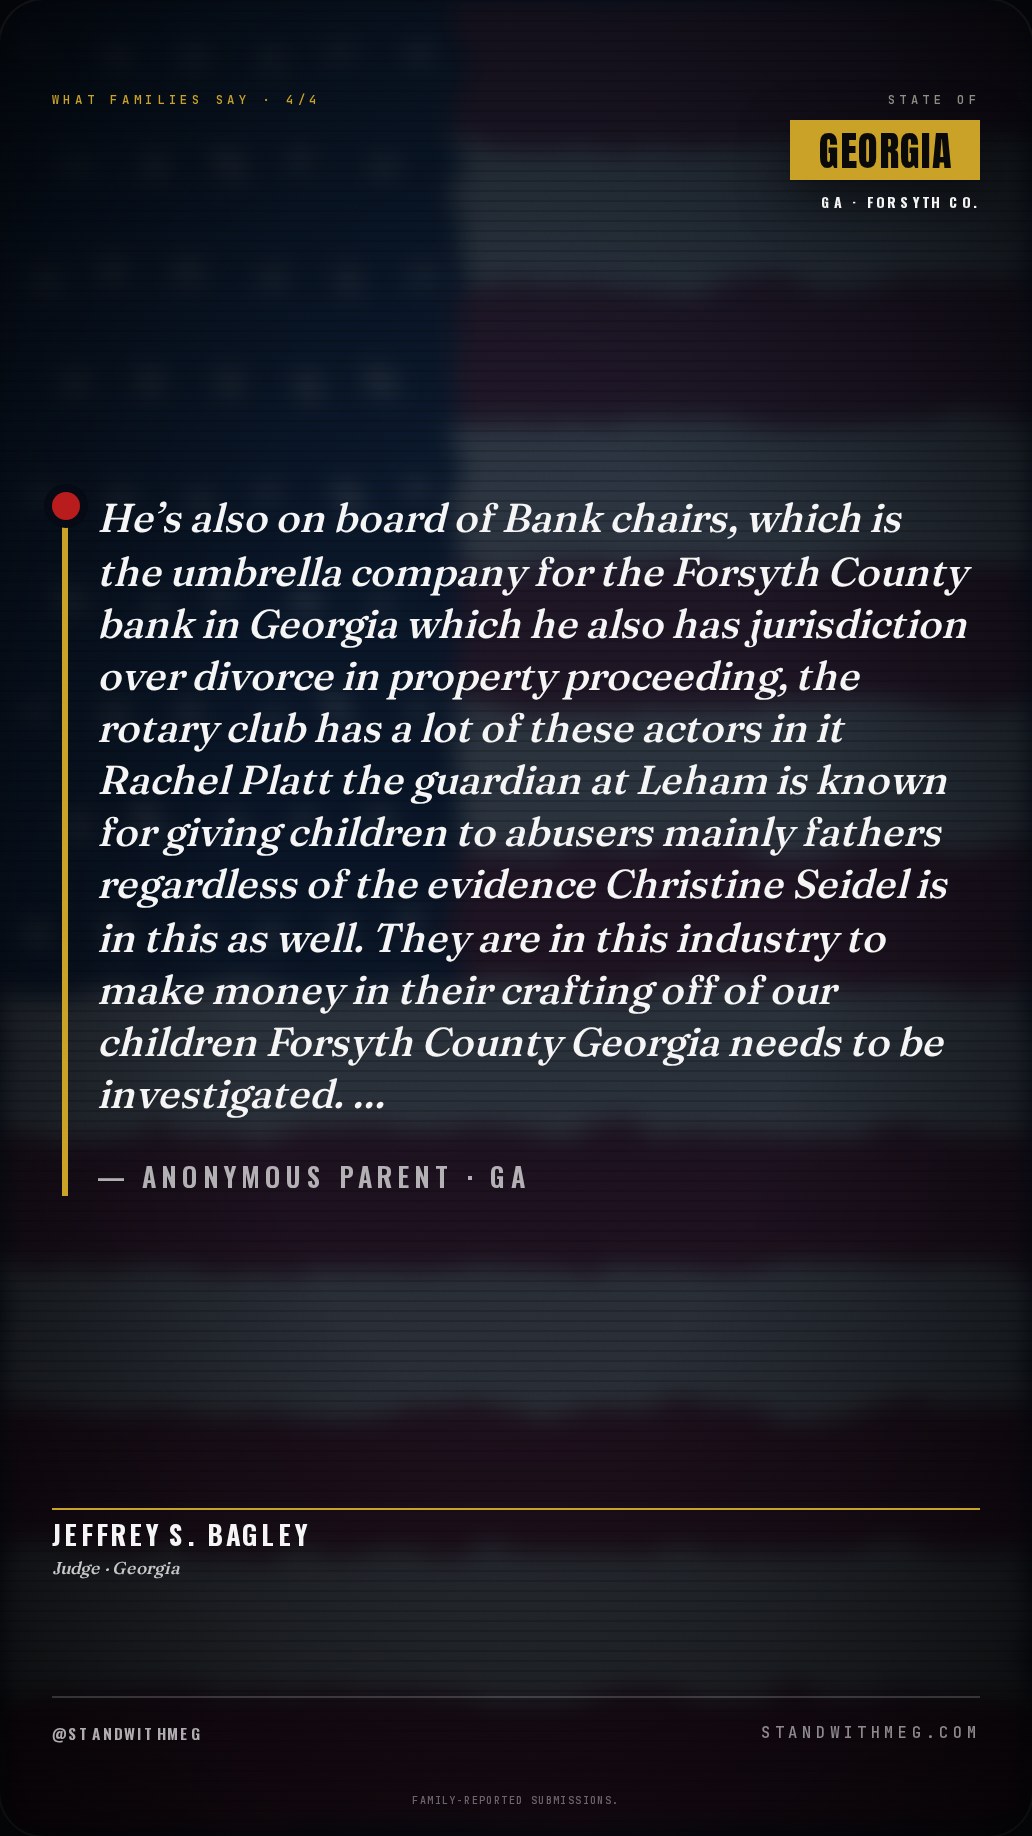 WHAT FAMILIES SAY · 4/4
STATE OF
GEORGIA
GA · FORSYTH CO.
He’s also on board of Bank chairs, which is
the umbrella company for the Forsyth County
bank in Georgia which he also has jurisdiction
over divorce in property proceeding, the
rotary club has a lot of these actors in it
Rachel Platt the guardian at Leham is known
for giving children to abusers mainly fathers
regardless of the evidence Christine Seidel is
in this as well. They are in this industry to
make money in their crafting off of our
children Forsyth County Georgia needs to be
investigated. ...
— ANONYMOUS PARENT · GA
JEFFREY S. BAGLEY
Judge · Georgia
@STANDWITHMEG
STANDWITHMEG.COM
FAMILY-REPORTED SUBMISSIONS.